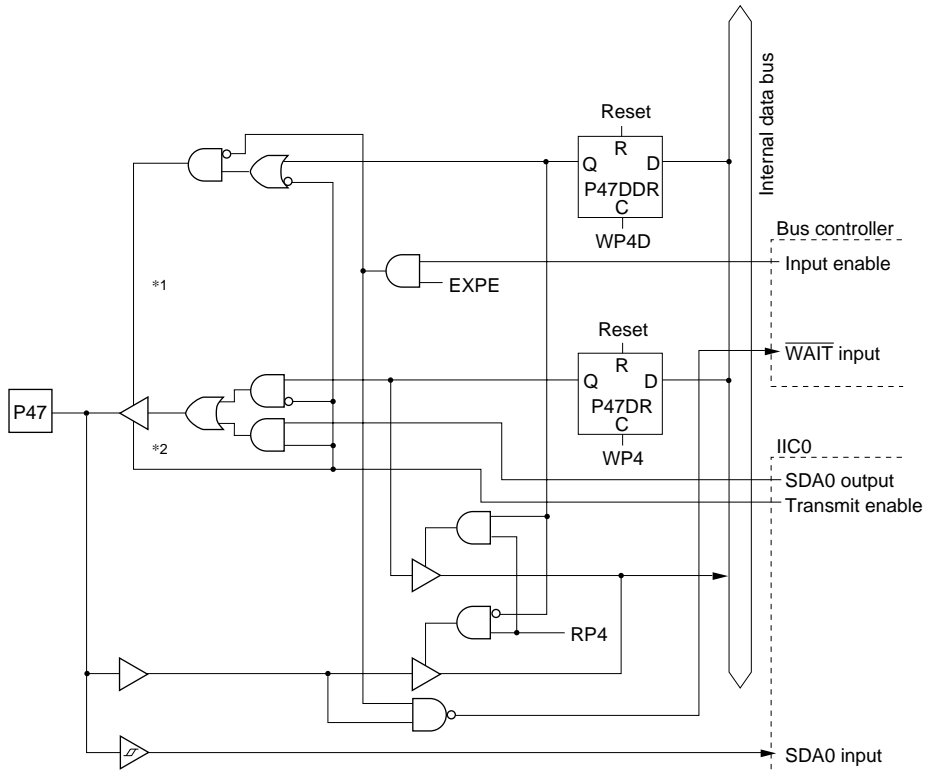 Reset
R
Q D
P47DDR
C
WP4D
Internal data bus
Bus controller
Input enable
EXPE
*1
Reset
R
Q D
P47DR
C
WP4
WAIT input
P47
*2
IIC0
SDA0 output
Transmit enable
RP4
SDA0 input